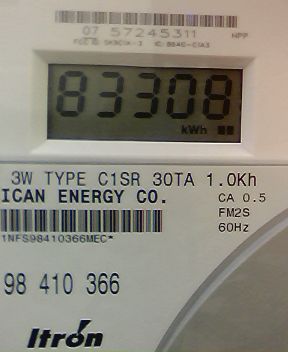 07 57245311 NPP
83308
kWh
3W TYPE C1SR 30TA 1.0Kh
ICAN ENERGY CO. CA 0.5
FM2S
1NFS98410366MEC* 60Hz
98 410 366
Itron